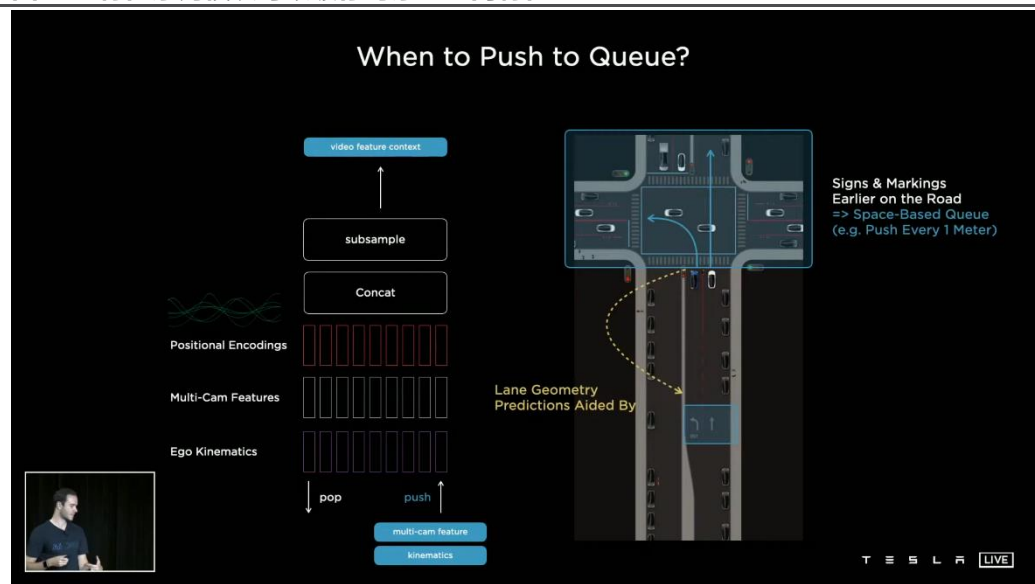 When to Push to Queue?
video feature context
subsample
Concat
Positional Encodings
Multi-Cam Features
Ego Kinematics
pop
push
multi-cam feature
kinematics
Signs & Markings
Earlier on the Road
=> Space-Based Queue
(e.g. Push Every 1 Meter)
Lane Geometry
Predictions Aided By
TESLA LIVE